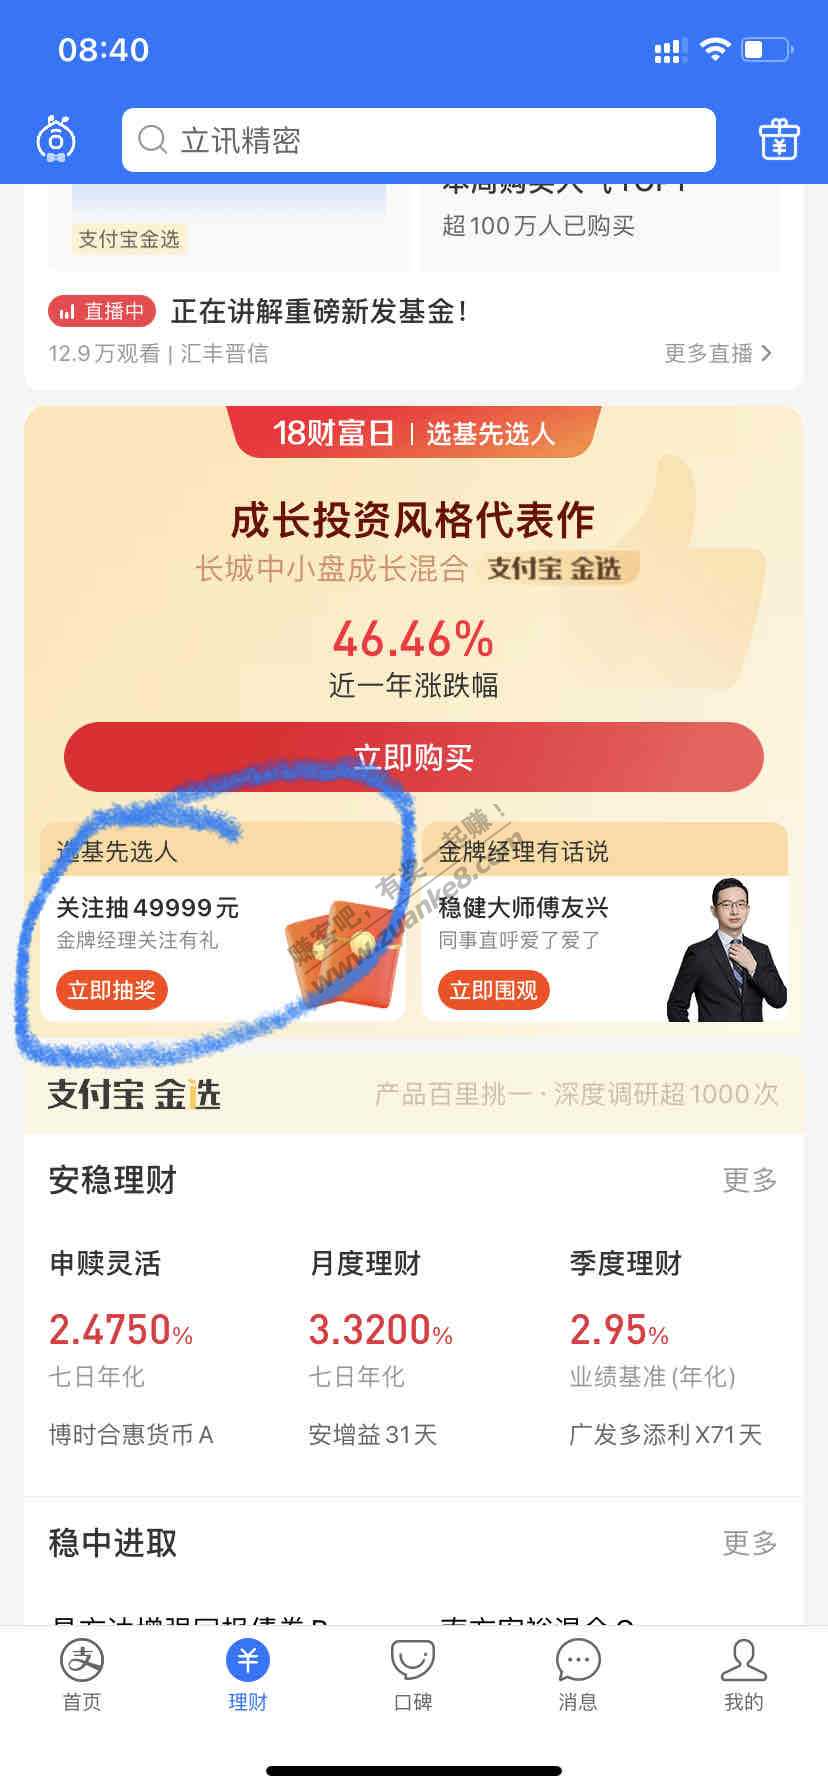 08:40
立讯精密
支付宝金选
超100万人已购买
直播中 正在讲解重磅新发基金!
12.9万观看 | 汇丰晋信
更多直播 >
18财富日 | 选基先选人
成长投资风格代表作
长城中小盘成长混合 支付宝 金选
46.46%
近一年涨跌幅
立即购买
选基先选人
关注抽49999元
金牌经理关注有礼
立即抽奖
金牌经理有话说
稳健大师傅友兴
同事直呼爱了爱了
立即围观
赚客吧,有奖一起赚!
www.zuanke8.com
支付宝 金选
产品百里挑一·深度调研超1000次
安稳理财
更多
申赎灵活
月度理财
季度理财
2.4750%
3.3200%
2.95%
七日年化
七日年化
业绩基准(年化)
博时合惠货币A
安增益31天
广发多添利X71天
稳中进取
更多
首页
理财
口碑
消息
我的